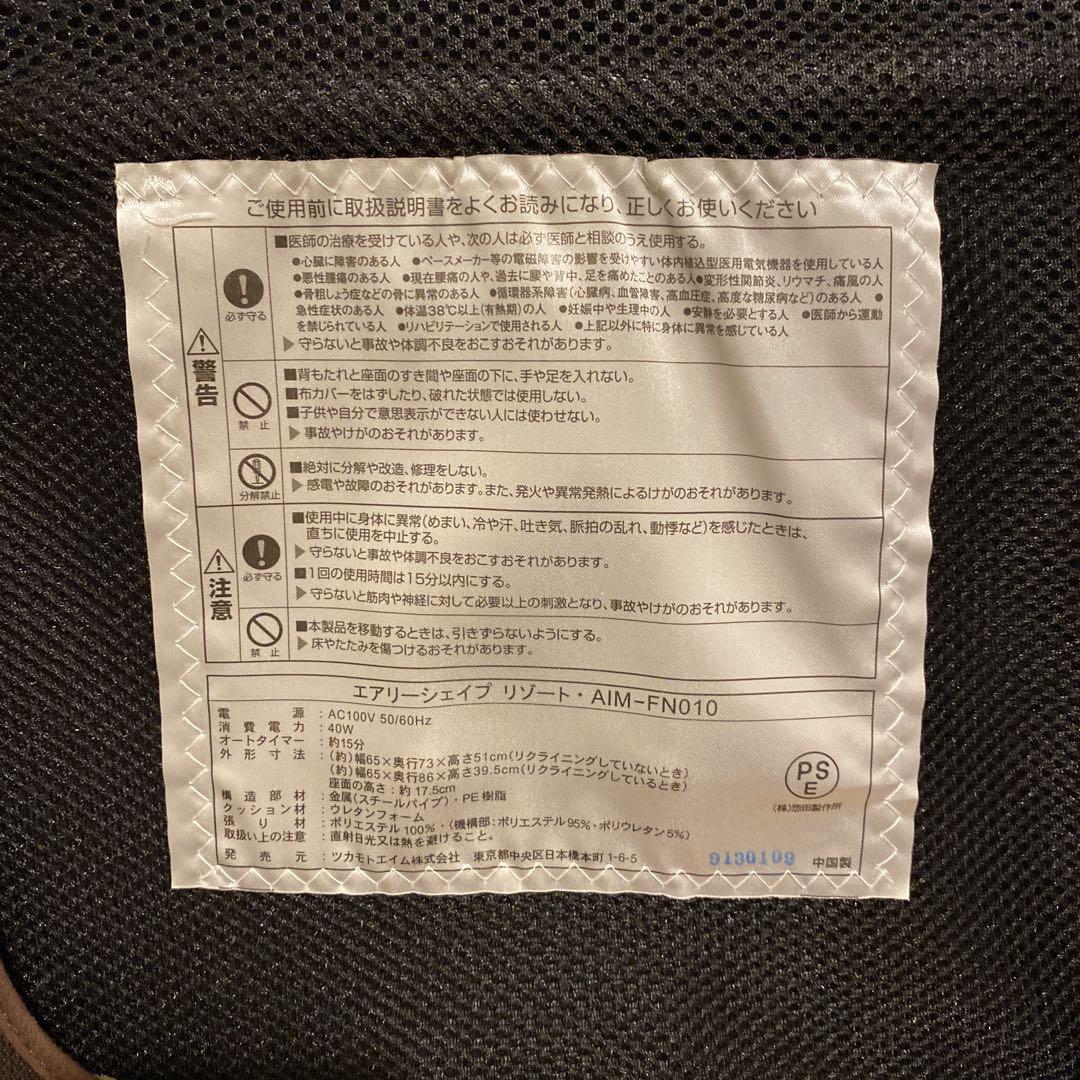 ご使用前に取扱説明書をよくお読みになり、正しくお使いください
警告
必ず守る
■医師の治療を受けている人や、次の人は必ず医師と相談のうえ使用する。
●心臓に障害のある人 ●ペースメーカー等の電磁障害の影響を受けやすい体内植込型医用電気機器を使用している人
●悪性腫瘍のある人 ●現在腰痛の人や、過去に腰や背中、足を痛めたことのある人●変形性関節炎、リウマチ、痛風の人
●骨粗しょう症などの骨に異常のある人 ●循環器系障害(心臓病、血管障害、高血圧症、高度な糖尿病など)のある人 ●
急性症状のある人 ●体温38℃以上(有熱期)の人 ●妊娠中や生理中の人 ●安静を必要とする人 ●医師から運動
を禁じられている人 ●リハビリテーションで使用される人 ●上記以外に特に身体に異常を感じている人
▶守らないと事故や体調不良をおこすおそれがあります。
禁止
■背もたれと座面のすき間や座面の下に、手や足を入れない。
■布カバーをはずしたり、破れた状態では使用しない。
■子供や自分で意思表示ができない人には使わせない。
▶事故やけがのおそれがあります。
分解禁止
■絶対に分解や改造、修理をしない。
▶感電や故障のおそれがあります。また、発火や異常発熱によるけがのおそれがあります。
注意
必ず守る
■使用中に身体に異常(めまい、冷や汗、吐き気、脈拍の乱れ、動悸など)を感じたときは、
直ちに使用を中止する。
▶守らないと事故や体調不良をおこすおそれがあります。
■1回の使用時間は15分以内にする。
▶守らないと筋肉や神経に対して必要以上の刺激となり、事故やけがのおそれがあります。
禁止
■本製品を移動するときは、引きずらないようにする。
▶床やたたみを傷つけるおそれがあります。
エアリーシェイプ リゾート・AIM-FN010
電源 : AC100V 50/60Hz
消費電力 : 40W
オートタイマー : 約15分
外形寸法 : (約)幅65×奥行73×高さ51cm(リクライニングしていないとき)
(約)幅65×奥行86×高さ39.5cm(リクライニングしているとき)
座面の高さ:約17.5cm
構造部材 : 金属(スチールパイプ)・PE樹脂
クッション材 : ウレタンフォーム
張り材 : ポリエステル100%・(機構部:ポリエステル95%・ポリウレタン5%)
取扱い上の注意 : 直射日光又は熱を避けること。
発売元 : ツカモトエイム株式会社 東京都中央区日本橋本町1-6-5
PS
E
(株)惣田製作所
9130109 中国製